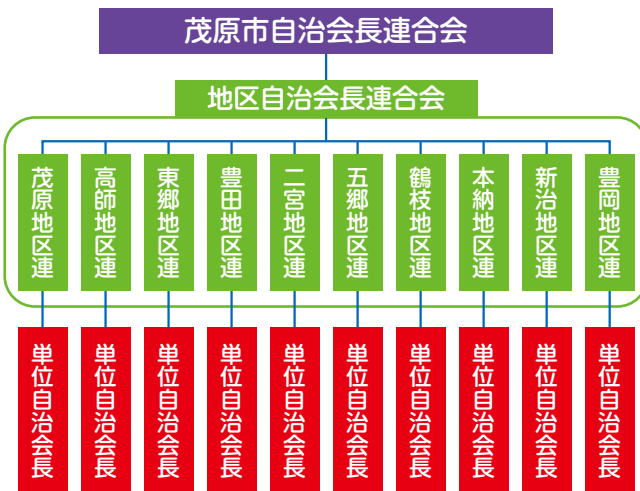 茂原市自治会長連合会
地区自治会長連合会
茂原地区連
高師地区連
東郷地区連
豊田地区連
二宮地区連
五郷地区連
鶴枝地区連
本納地区連
新治地区連
豊岡地区連
単位自治会長
単位自治会長
単位自治会長
単位自治会長
単位自治会長
単位自治会長
単位自治会長
単位自治会長
単位自治会長
単位自治会長